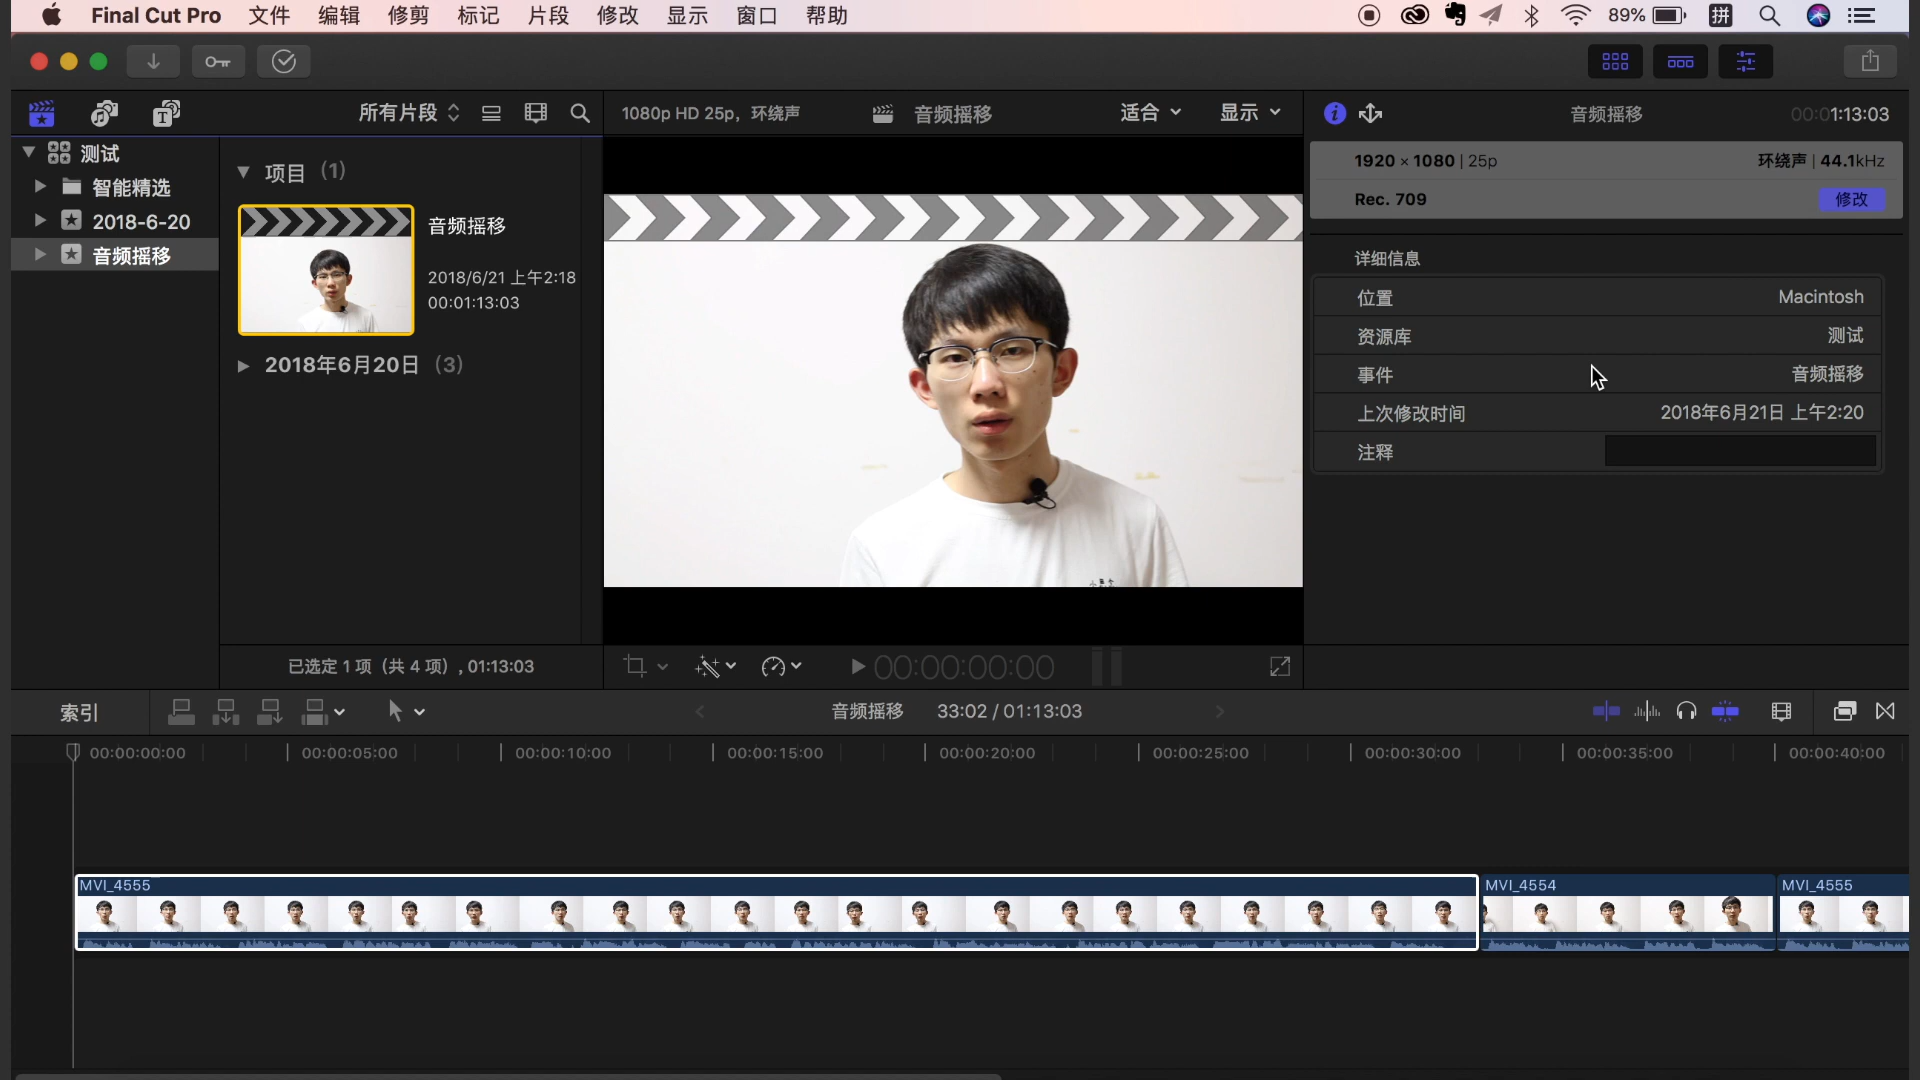 Final Cut Pro 文件 编辑 修剪 标记 片段 修改 显示 窗口 帮助 89% 拼
所有片段 1080p HD 25p, 环绕声 音频摇移 适合 显示 音频摇移 00:01:13:03
测试
智能精选
2018-6-20
音频摇移
项目 (1)
音频摇移
2018/6/21 上午2:18
00:01:13:03
2018年6月20日 (3)
1920 × 1080 | 25p 环绕声 | 44.1kHz
Rec. 709 修改
详细信息
位置 Macintosh
资源库 测试
事件 音频摇移
上次修改时间 2018年6月21日 上午2:20
注释
已选定 1 项（共 4 项）, 01:13:03 00:00:00:00
索引 音频摇移 33:02 / 01:13:03
00:00:00:00 00:00:05:00 00:00:10:00 00:00:15:00 00:00:20:00 00:00:25:00 00:00:30:00 00:00:35:00 00:00:40:00
MVI_4555 MVI_4554 MVI_4555